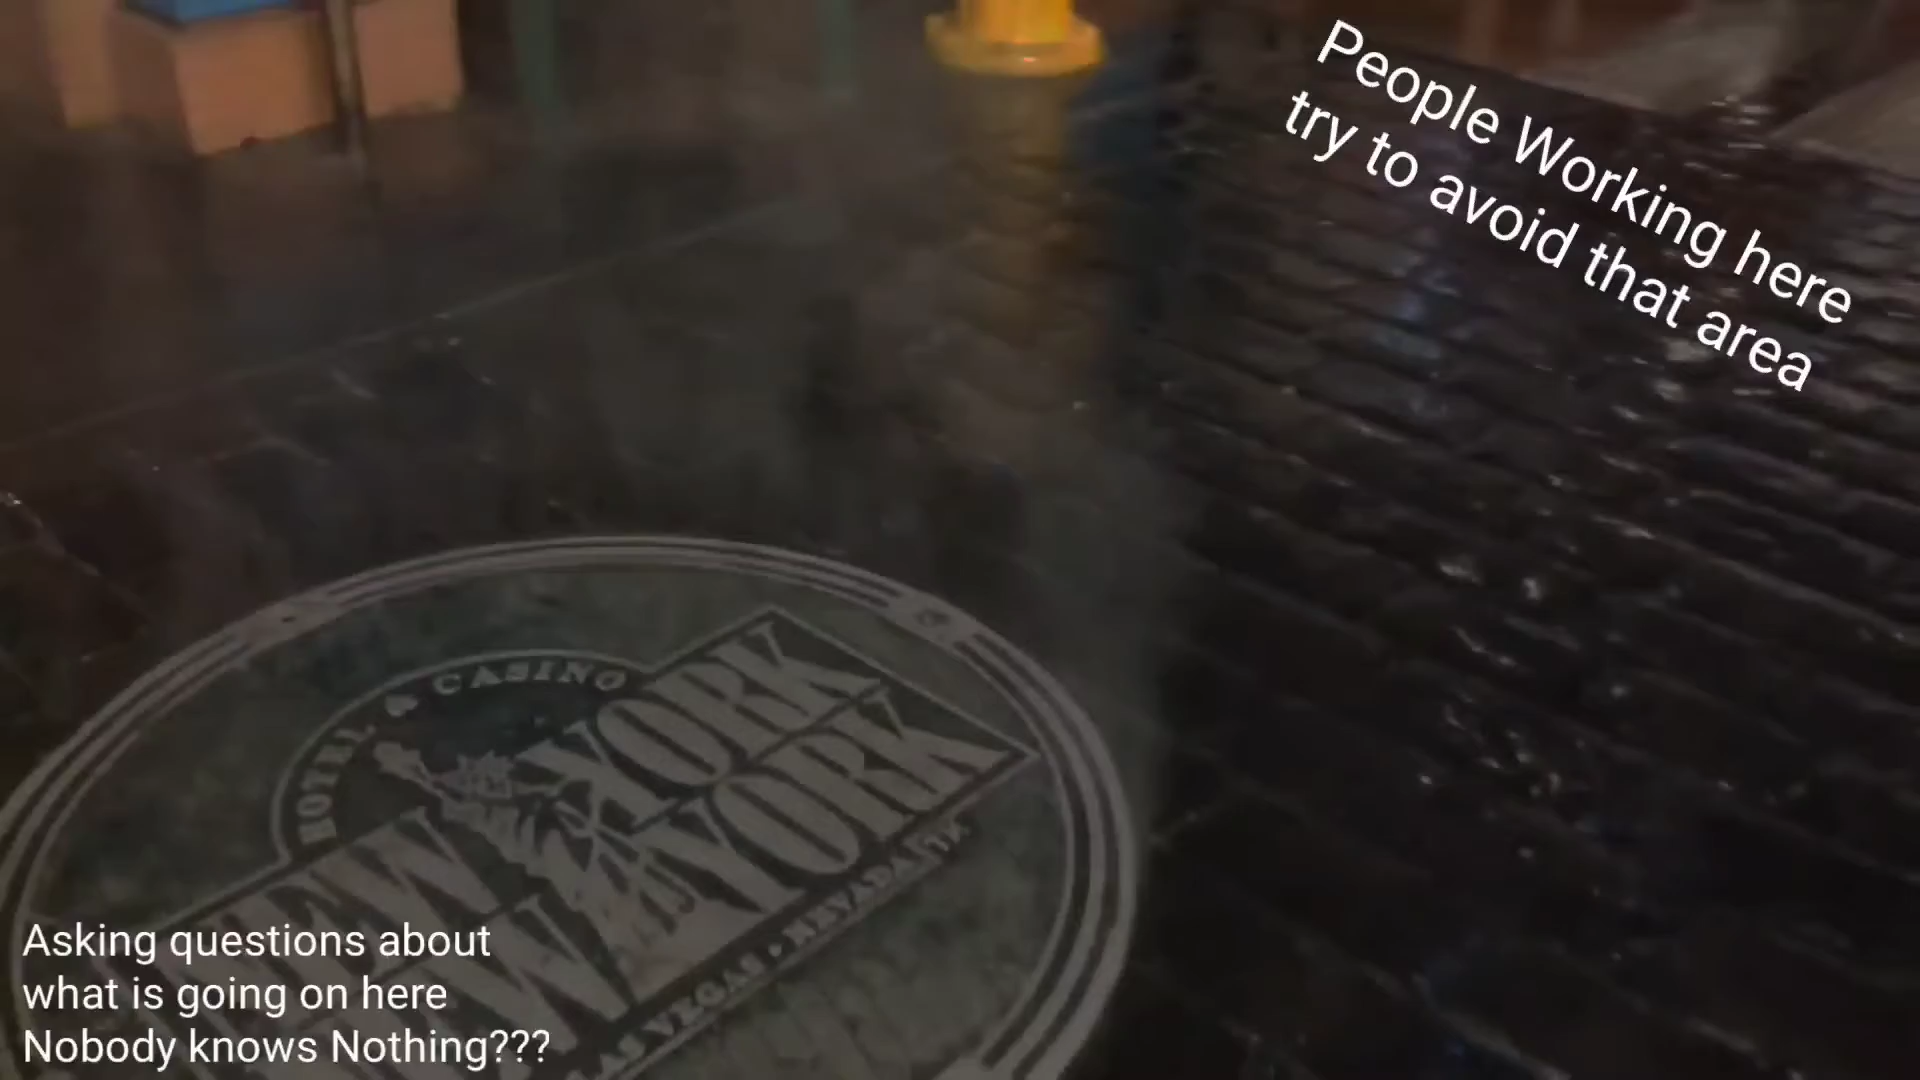 People Working here
try to avoid that area
HOTEL & CASINO
NEW YORK
NEW YORK
LAS VEGAS • NEVADA
Asking questions about
what is going on here
Nobody knows Nothing???